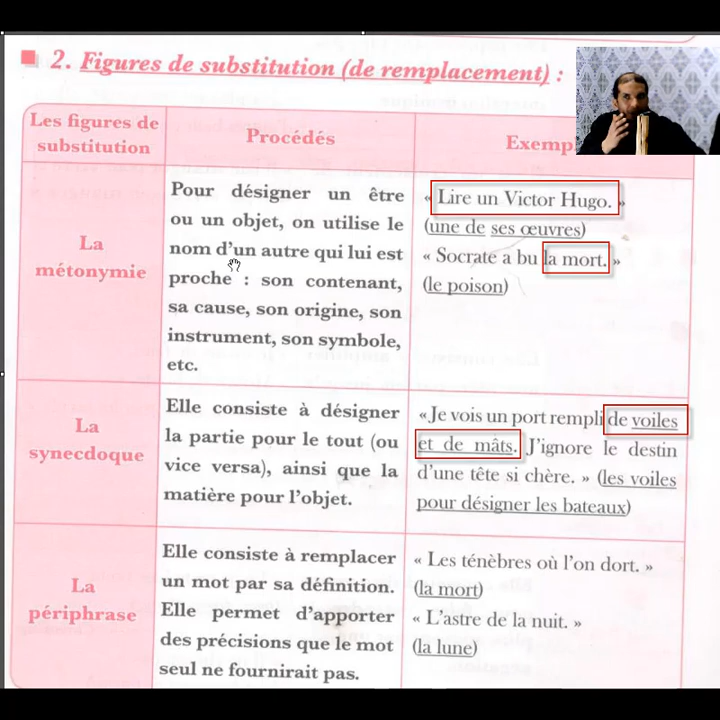 2. Figures de substitution (de remplacement) :
Les figures de
substitution
Procédés
Exemp
La
métonymie
Pour désigner un être
ou un objet, on utilise le
nom d'un autre qui lui est
proche : son contenant,
sa cause, son origine, son
instrument, son symbole,
etc.
« Lire un Victor Hugo. »
(une de ses œuvres)
« Socrate a bu la mort. »
(le poison)
La
synecdoque
Elle consiste à désigner
la partie pour le tout (ou
vice versa), ainsi que la
matière pour l'objet.
«Je vois un port rempli de voiles
et de mâts. J'ignore le destin
d'une tête si chère. » (les voiles
pour désigner les bateaux)
La
périphrase
Elle consiste à remplacer
un mot par sa définition.
Elle permet d'apporter
des précisions que le mot
seul ne fournirait pas.
« Les ténèbres où l'on dort. »
(la mort)
« L'astre de la nuit. »
(la lune)